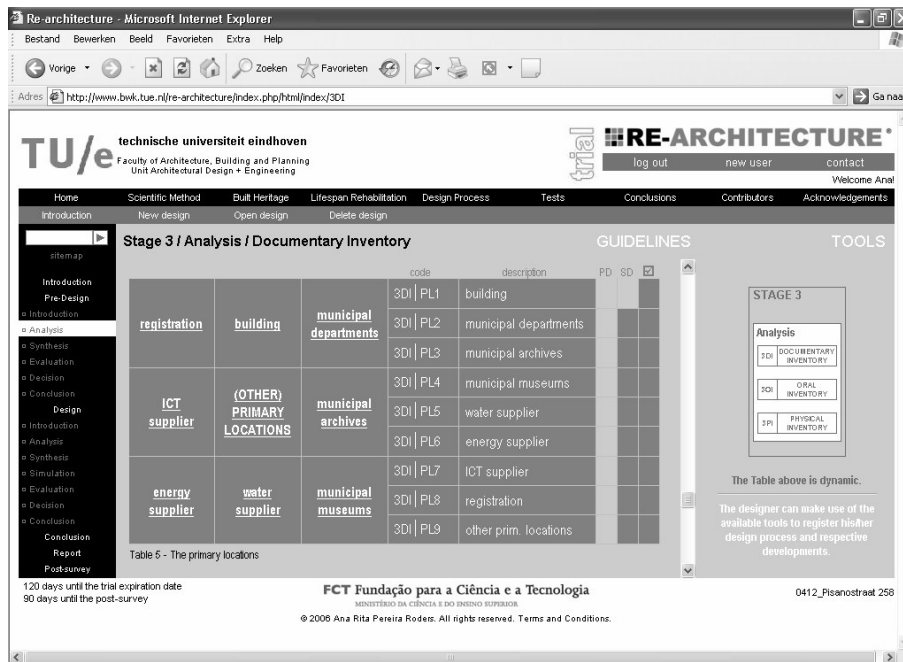 Re-architecture - Microsoft Internet Explorer
Bestand Bewerken Beeld Favorieten Extra Help
Vorige Zoeken Favorieten
Adres http://www.bwk.tue.nl/re-architecture/index.php/html/index/3DI Ga naa
TU/e technische universiteit eindhoven
Faculty of Architecture, Building and Planning
Unit Architectural Design + Engineering
trial
RE-ARCHITECTURE
log out new user contact
Welcome Ana!
Home Scientific Method Built Heritage Lifespan Rehabilitation Design Process Tests Conclusions Contributors Acknowledgements
Introduction New design Open design Delete design
sitemap
Introduction
Pre-Design
Introduction
Analysis
Synthesis
Evaluation
Decision
Conclusion
Design
Introduction
Analysis
Synthesis
Simulation
Evaluation
Decision
Conclusion
Conclusion
Report
Post-survey
Stage 3 / Analysis / Documentary Inventory
GUIDELINES
TOOLS
code description PD SD
registration building municipal departments
ICT supplier (OTHER) PRIMARY LOCATIONS municipal archives
energy supplier water supplier municipal museums
3DI PL1 building
3DI PL2 municipal departments
3DI PL3 municipal archives
3DI PL4 municipal museums
3DI PL5 water supplier
3DI PL6 energy supplier
3DI PL7 ICT supplier
3DI PL8 registration
3DI PL9 other prim. locations
Table 5 - The primary locations
STAGE 3
Analysis
3DI DOCUMENTARY INVENTORY
3OI ORAL INVENTORY
3PI PHYSICAL INVENTORY
The Table above is dynamic.
The designer can make use of the
available tools to register his/her
design process and respective
developments.
120 days until the trial expiration date
90 days until the post-survey
FCT Fundação para a Ciência e a Tecnologia
MINISTÉRIO DA CIÊNCIA E DO ENSINO SUPERIOR
© 2006 Ana Rita Pereira Roders. All rights reserved. Terms and Conditions.
0412_Pisanostraat 258